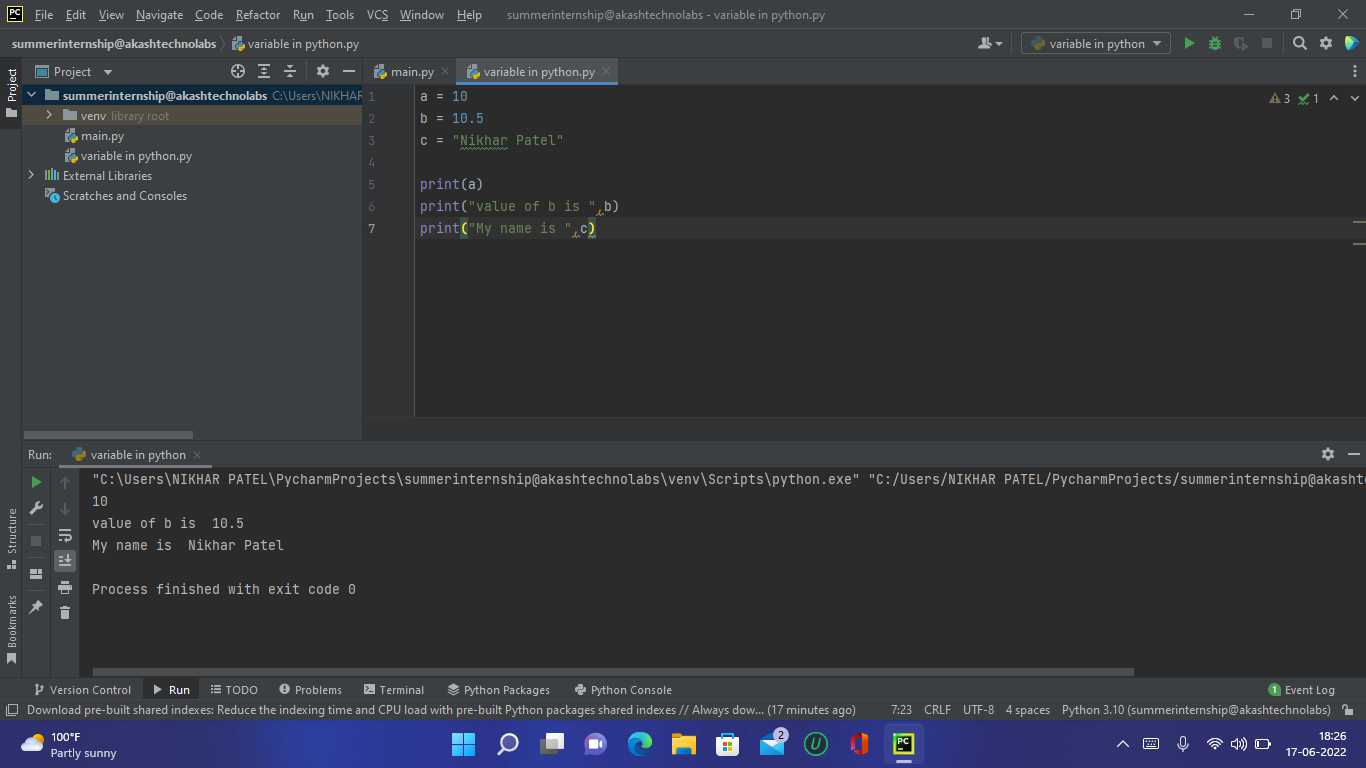 PC File Edit View Navigate Code Refactor Run Tools VCS Window Help summerinternship@akashtechnolabs - variable in python.py
summerinternship@akashtechnolabs variable in python.py variable in python
Project main.py variable in python.py
Project
summerinternship@akashtechnolabs C:\Users\NIKHAR
venv library root
main.py
variable in python.py
External Libraries
Scratches and Consoles
1 a = 10
2 b = 10.5
3 c = "Nikhar Patel"
4
5 print(a)
6 print("value of b is ",b)
7 print("My name is ",c)
3 1
Run: variable in python
"C:\Users\NIKHAR PATEL\PycharmProjects\summerinternship@akashtechnolabs\venv\Scripts\python.exe" "C:/Users/NIKHAR PATEL/PycharmProjects/summerinternship@akasht
10
value of b is  10.5
My name is  Nikhar Patel
Process finished with exit code 0
Structure
Bookmarks
Version Control Run TODO Problems Terminal Python Packages Python Console 1 Event Log
Download pre-built shared indexes: Reduce the indexing time and CPU load with pre-built Python packages shared indexes // Always dow... (17 minutes ago) 7:23 CRLF UTF-8 4 spaces Python 3.10 (summerinternship@akashtechnolabs)
100°F
Partly sunny
2
U
PC
18:26
17-06-2022